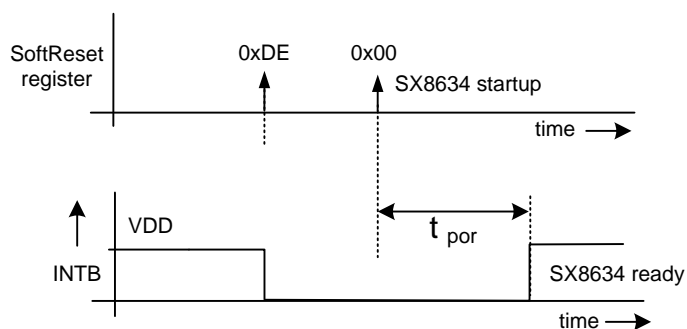 SoftReset
register
0xDE
0x00
SX8634 startup
time
VDD
INTB
t por
SX8634 ready
time